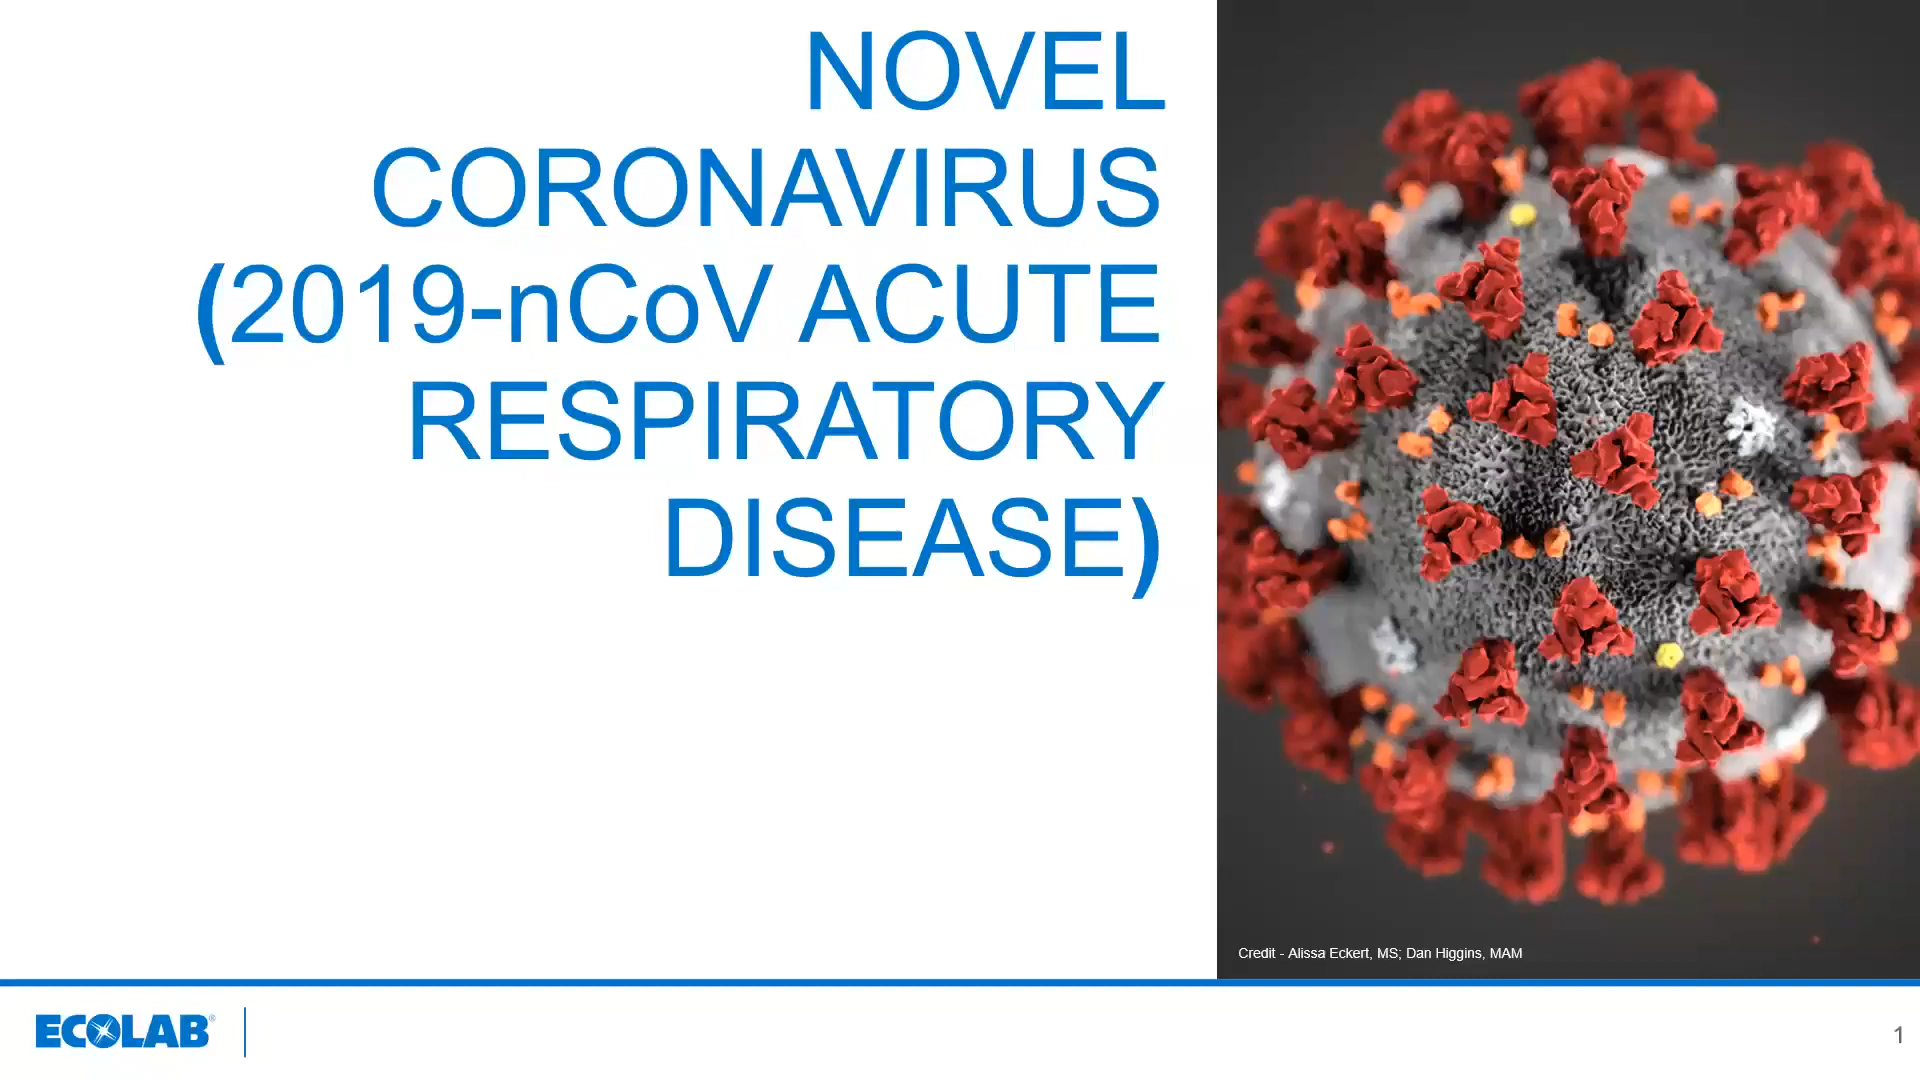 NOVEL
CORONAVIRUS
(2019-nCoV ACUTE
RESPIRATORY
DISEASE)
Credit - Alissa Eckert, MS; Dan Higgins, MAM
ECOLAB®
1